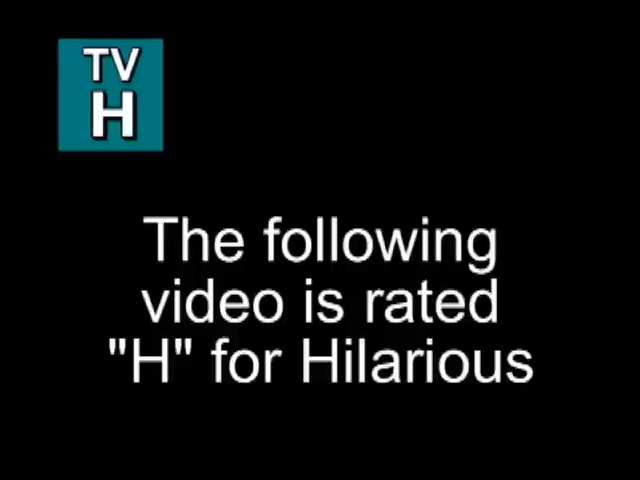 TV
H
The following
video is rated
"H" for Hilarious